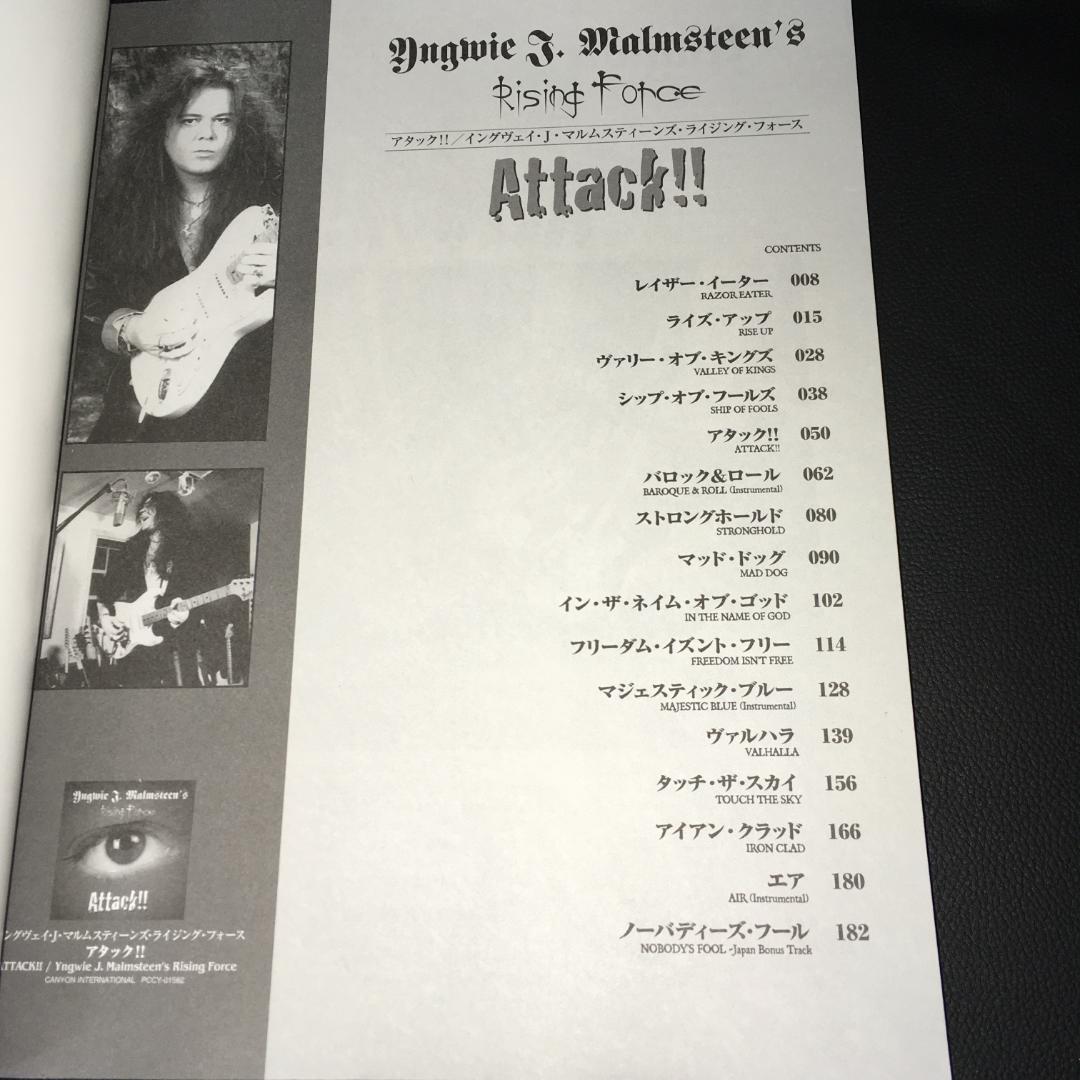 Yngwie J. Malmsteen's
Rising Force
アタック!!／イングヴェイ・J・マルムスティーンズ・ライジング・フォース
Attack!!
CONTENTS
レイザー・イーター 008
RAZOR EATER
ライズ・アップ 015
RISE UP
ヴァリー・オブ・キングズ 028
VALLEY OF KINGS
シップ・オブ・フールズ 038
SHIP OF FOOLS
アタック!! 050
ATTACK!!
バロック&ロール 062
BAROQUE & ROLL (Instrumental)
ストロングホールド 080
STRONGHOLD
マッド・ドッグ 090
MAD DOG
イン・ザ・ネイム・オブ・ゴッド 102
IN THE NAME OF GOD
フリーダム・イズント・フリー 114
FREEDOM ISN'T FREE
マジェスティック・ブルー 128
MAJESTIC BLUE (Instrumental)
ヴァルハラ 139
VALHALLA
タッチ・ザ・スカイ 156
TOUCH THE SKY
アイアン・クラッド 166
IRON CLAD
エア 180
AIR (Instrumental)
ノーバディーズ・フール 182
NOBODY'S FOOL -Japan Bonus Track
Yngwie J. Malmsteen's
Rising Force
Attack!!
ングヴェイ・J・マルムスティーンズ・ライジング・フォース
アタック!!
TTACK!! / Yngwie J. Malmsteen's Rising Force
CANYON INTERNATIONAL PCCY-01582